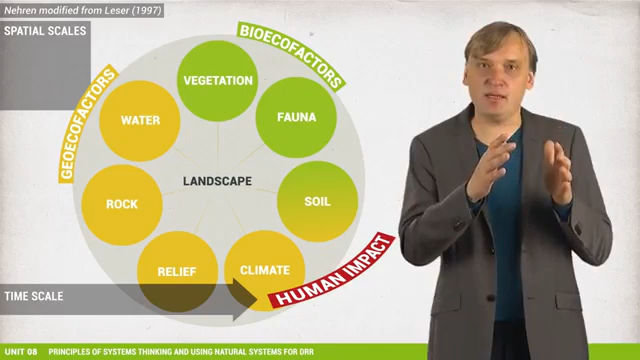 Nehren modified from Leser (1997)
SPATIAL SCALES
BIOECOFACTORS
GEOECOFACTORS
VEGETATION
WATER
FAUNA
LANDSCAPE
ROCK
SOIL
RELIEF
CLIMATE
HUMAN IMPACT
TIME SCALE
UNIT 08 PRINCIPLES OF SYSTEMS THINKING AND USING NATURAL SYSTEMS FOR DRR